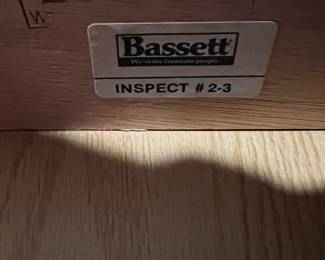 W
Bassett
We're the furniture people.
INSPECT # 2-3